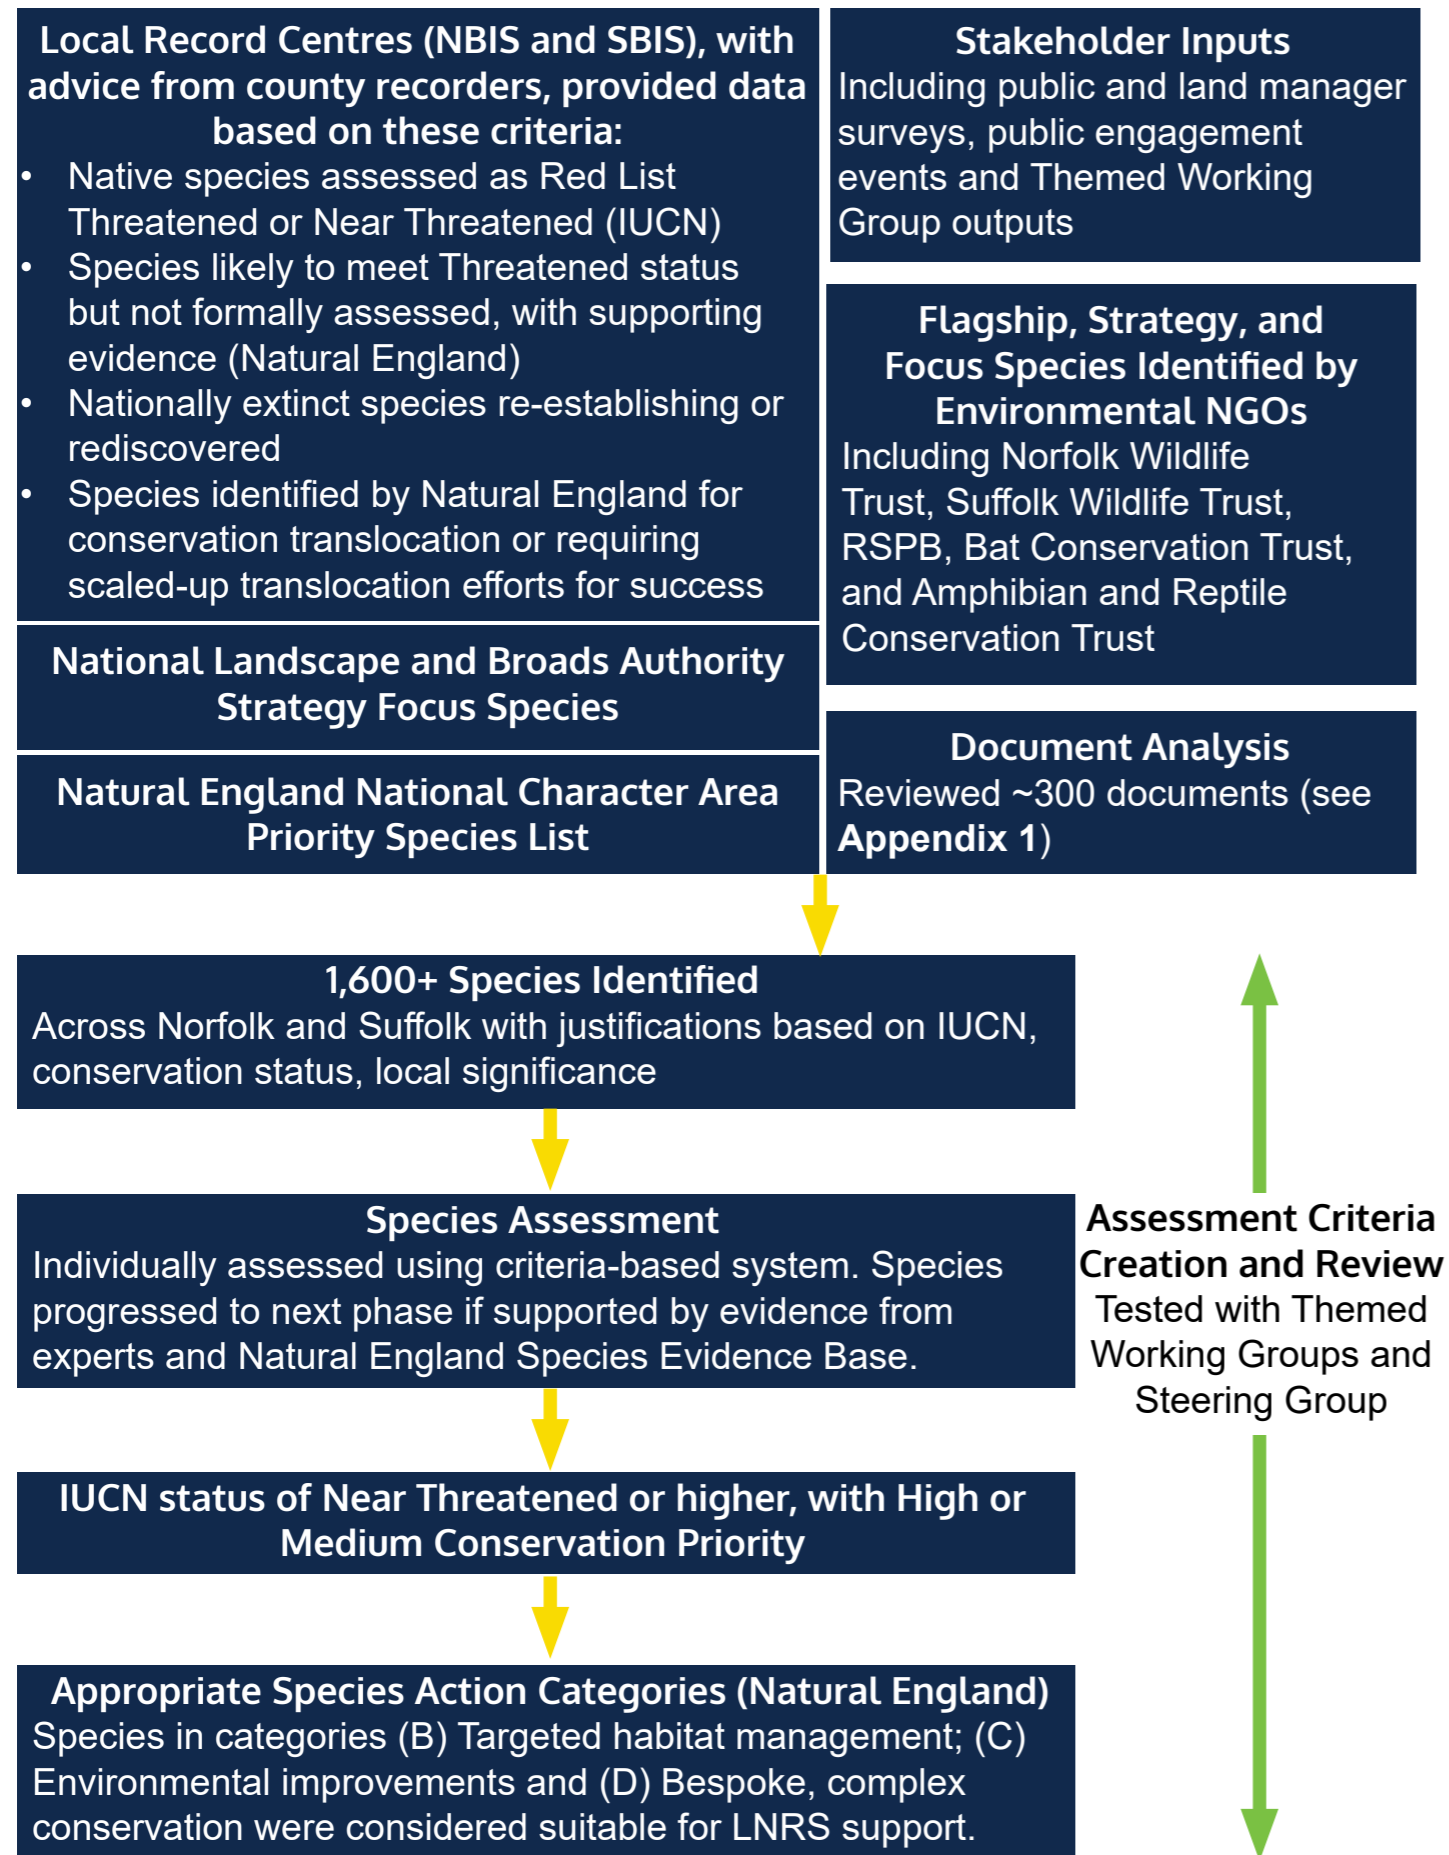 Local Record Centres (NBIS and SBIS), with
advice from county recorders, provided data
based on these criteria:
• Native species assessed as Red List
Threatened or Near Threatened (IUCN)
• Species likely to meet Threatened status
but not formally assessed, with supporting
evidence (Natural England)
• Nationally extinct species re-establishing or
rediscovered
• Species identified by Natural England for
conservation translocation or requiring
scaled-up translocation efforts for success
National Landscape and Broads Authority
Strategy Focus Species
Natural England National Character Area
Priority Species List
Stakeholder Inputs
Including public and land manager
surveys, public engagement
events and Themed Working
Group outputs
Flagship, Strategy, and
Focus Species Identified by
Environmental NGOs
Including Norfolk Wildlife
Trust, Suffolk Wildlife Trust,
RSPB, Bat Conservation Trust,
and Amphibian and Reptile
Conservation Trust
Document Analysis
Reviewed ~300 documents (see
Appendix 1)
1,600+ Species Identified
Across Norfolk and Suffolk with justifications based on IUCN,
conservation status, local significance
Species Assessment
Individually assessed using criteria-based system. Species
progressed to next phase if supported by evidence from
experts and Natural England Species Evidence Base.
IUCN status of Near Threatened or higher, with High or
Medium Conservation Priority
Appropriate Species Action Categories (Natural England)
Species in categories (B) Targeted habitat management; (C)
Environmental improvements and (D) Bespoke, complex
conservation were considered suitable for LNRS support.
Assessment Criteria
Creation and Review
Tested with Themed
Working Groups and
Steering Group